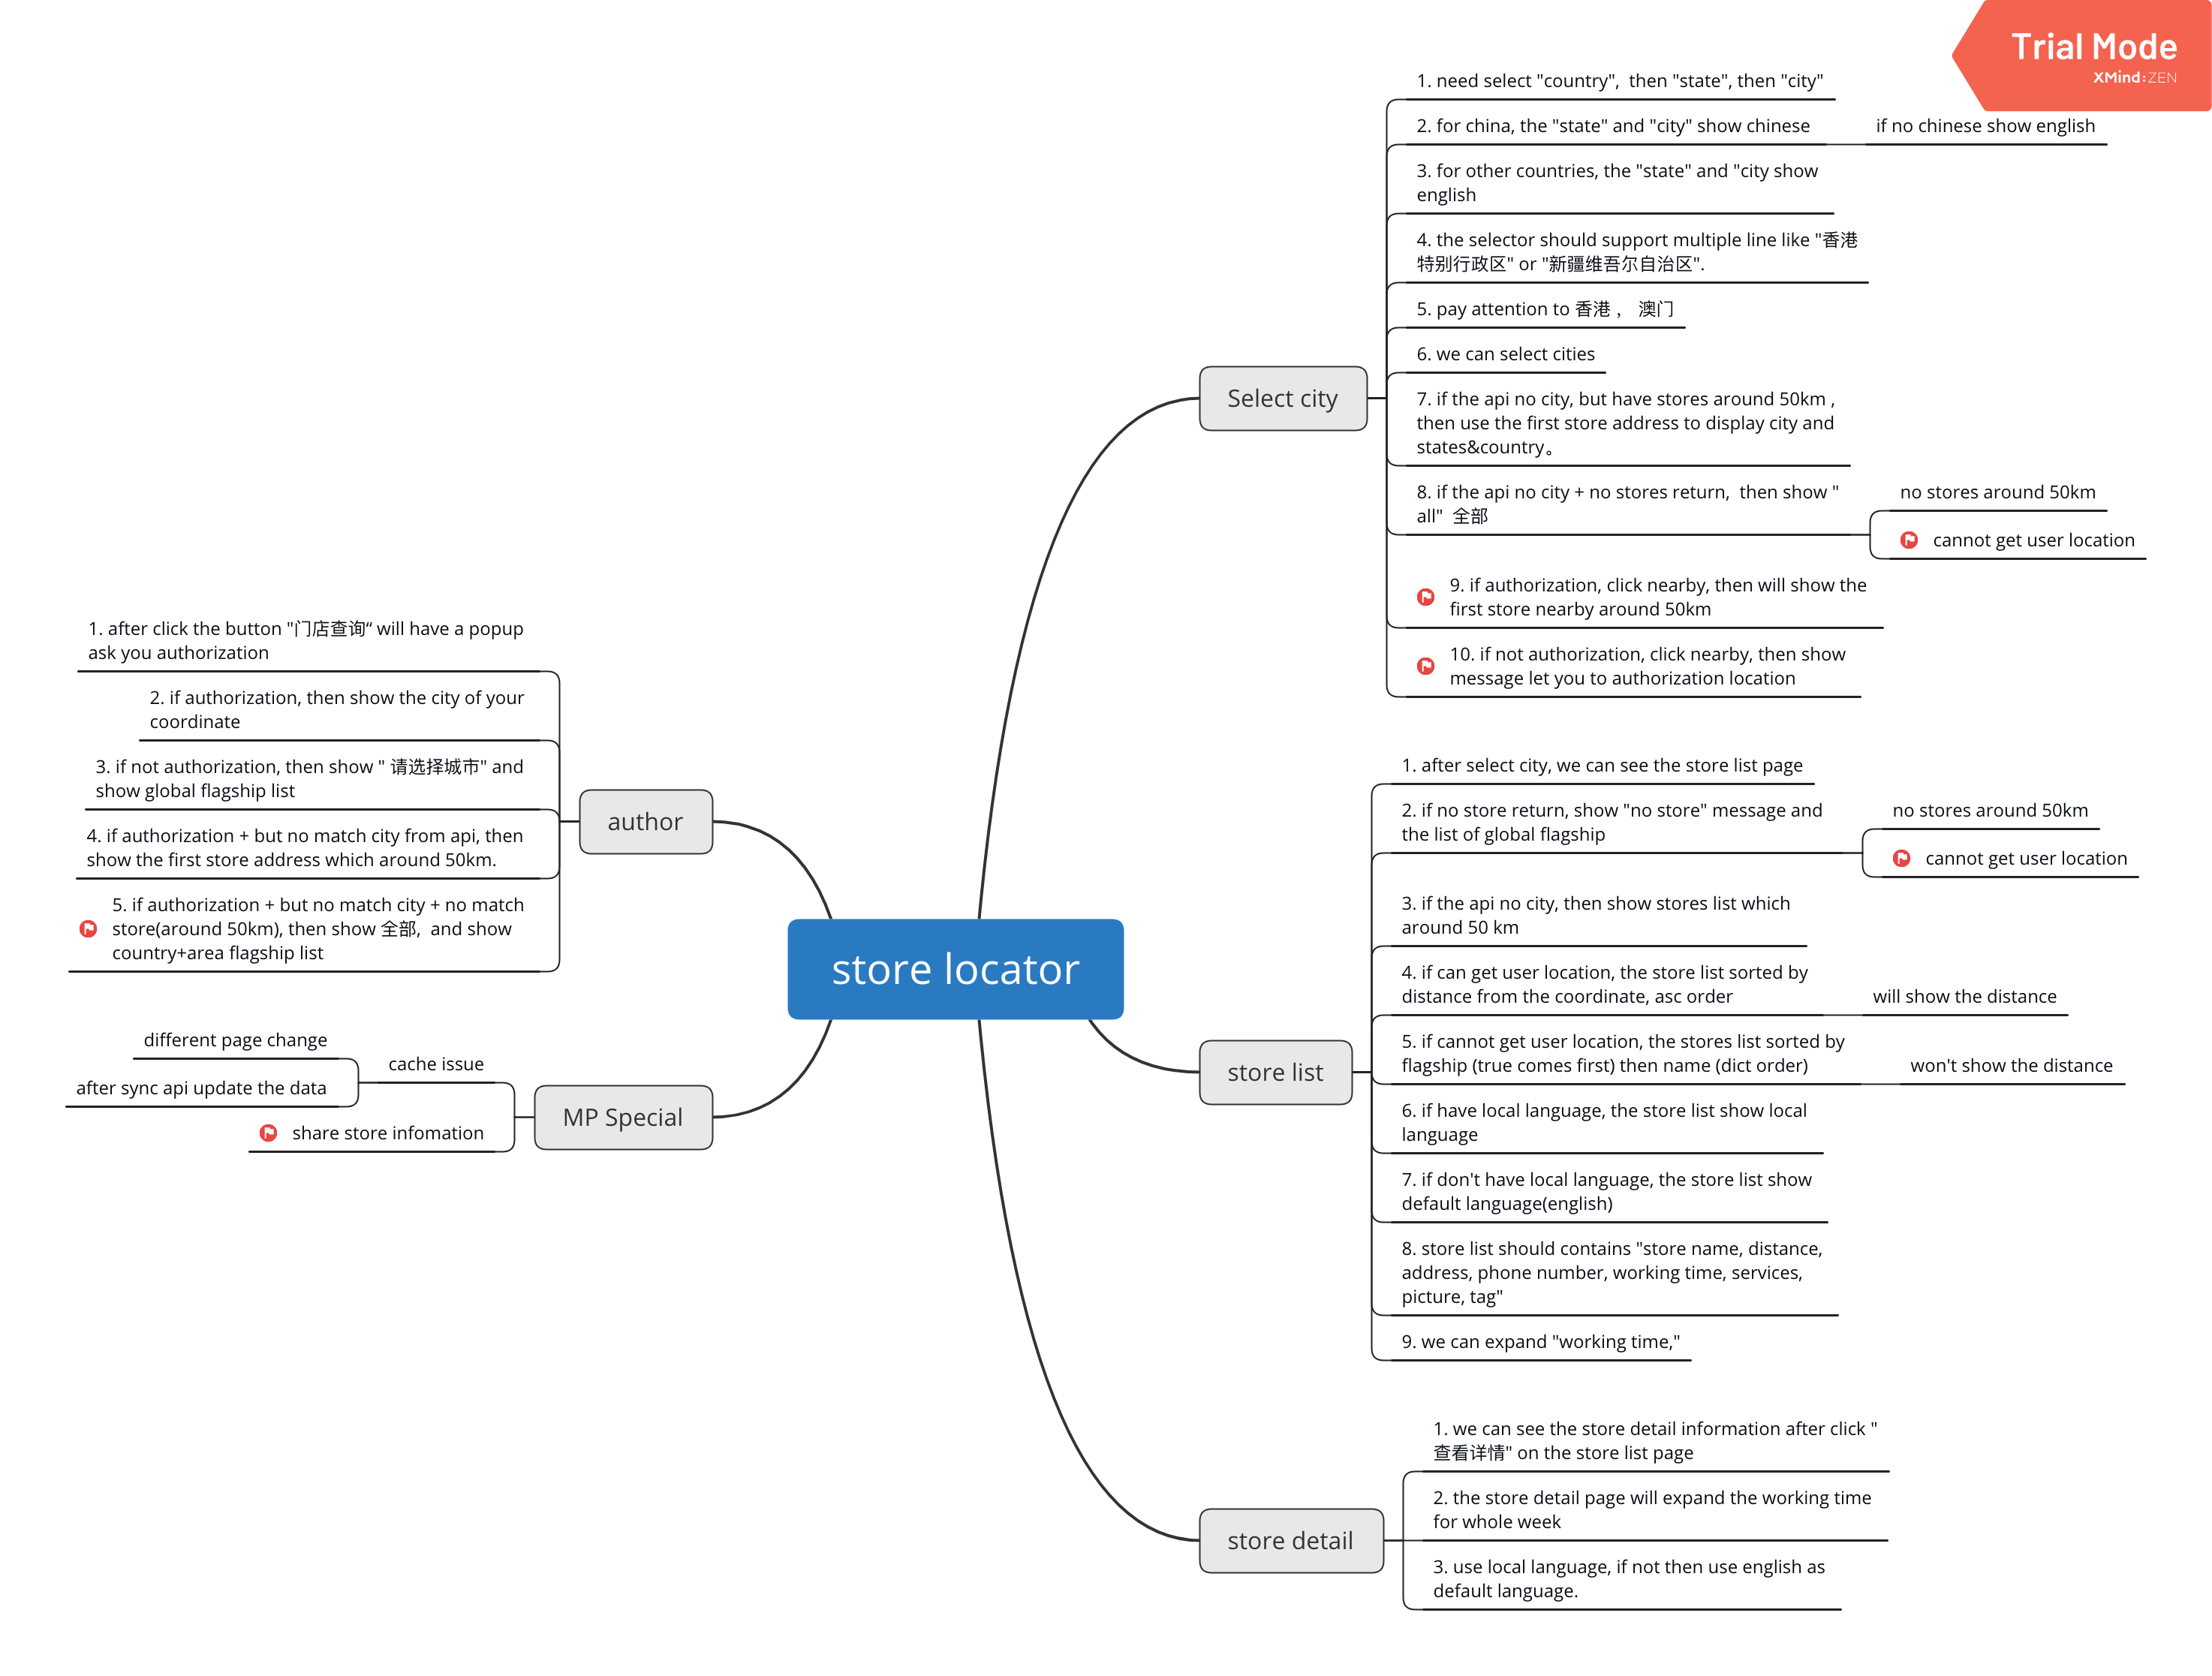 Trial Mode
XMind:ZEN
store locator
Select city
1. need select "country",  then "state", then "city"
2. for china, the "state" and "city" show chinese
if no chinese show english
3. for other countries, the "state" and "city show
english
4. the selector should support multiple line like "香港
特别行政区" or "新疆维吾尔自治区".
5. pay attention to 香港， 澳门
6. we can select cities
7. if the api no city, but have stores around 50km ,
then use the first store address to display city and
states&country。
8. if the api no city + no stores return,  then show "
all"  全部
no stores around 50km
cannot get user location
9. if authorization, click nearby, then will show the
first store nearby around 50km
10. if not authorization, click nearby, then show
message let you to authorization location
store list
1. after select city, we can see the store list page
2. if no store return, show "no store" message and
the list of global flagship
no stores around 50km
cannot get user location
3. if the api no city, then show stores list which
around 50 km
4. if can get user location, the store list sorted by
distance from the coordinate, asc order
will show the distance
5. if cannot get user location, the stores list sorted by
flagship (true comes first) then name (dict order)
won't show the distance
6. if have local language, the store list show local
language
7. if don't have local language, the store list show
default language(english)
8. store list should contains "store name, distance,
address, phone number, working time, services,
picture, tag"
9. we can expand "working time,"
store detail
1. we can see the store detail information after click "
查看详情" on the store list page
2. the store detail page will expand the working time
for whole week
3. use local language, if not then use english as
default language.
author
1. after click the button "门店查询“ will have a popup
ask you authorization
2. if authorization, then show the city of your
coordinate
3. if not authorization, then show " 请选择城市" and
show global flagship list
4. if authorization + but no match city from api, then
show the first store address which around 50km.
5. if authorization + but no match city + no match
store(around 50km), then show 全部,  and show
country+area flagship list
MP Special
cache issue
different page change
after sync api update the data
share store infomation